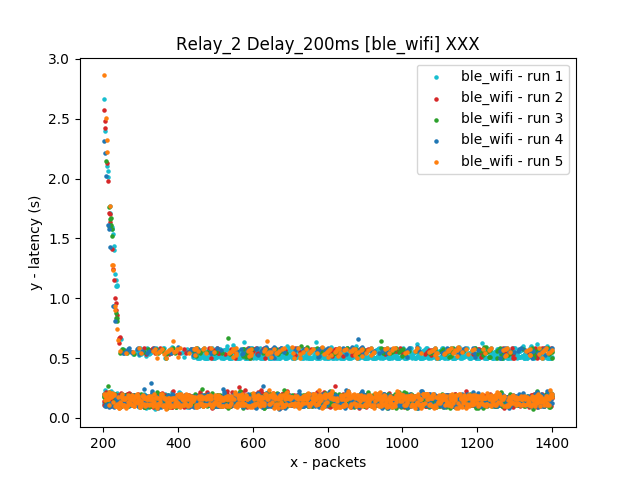 Relay_2 Delay_200ms [ble_wifi] XXX
ble_wifi - run 1
ble_wifi - run 2
ble_wifi - run 3
ble_wifi - run 4
ble_wifi - run 5
y - latency (s)
3.0
2.5
2.0
1.5
1.0
0.5
0.0
200 400 600 800 1000 1200 1400
x - packets